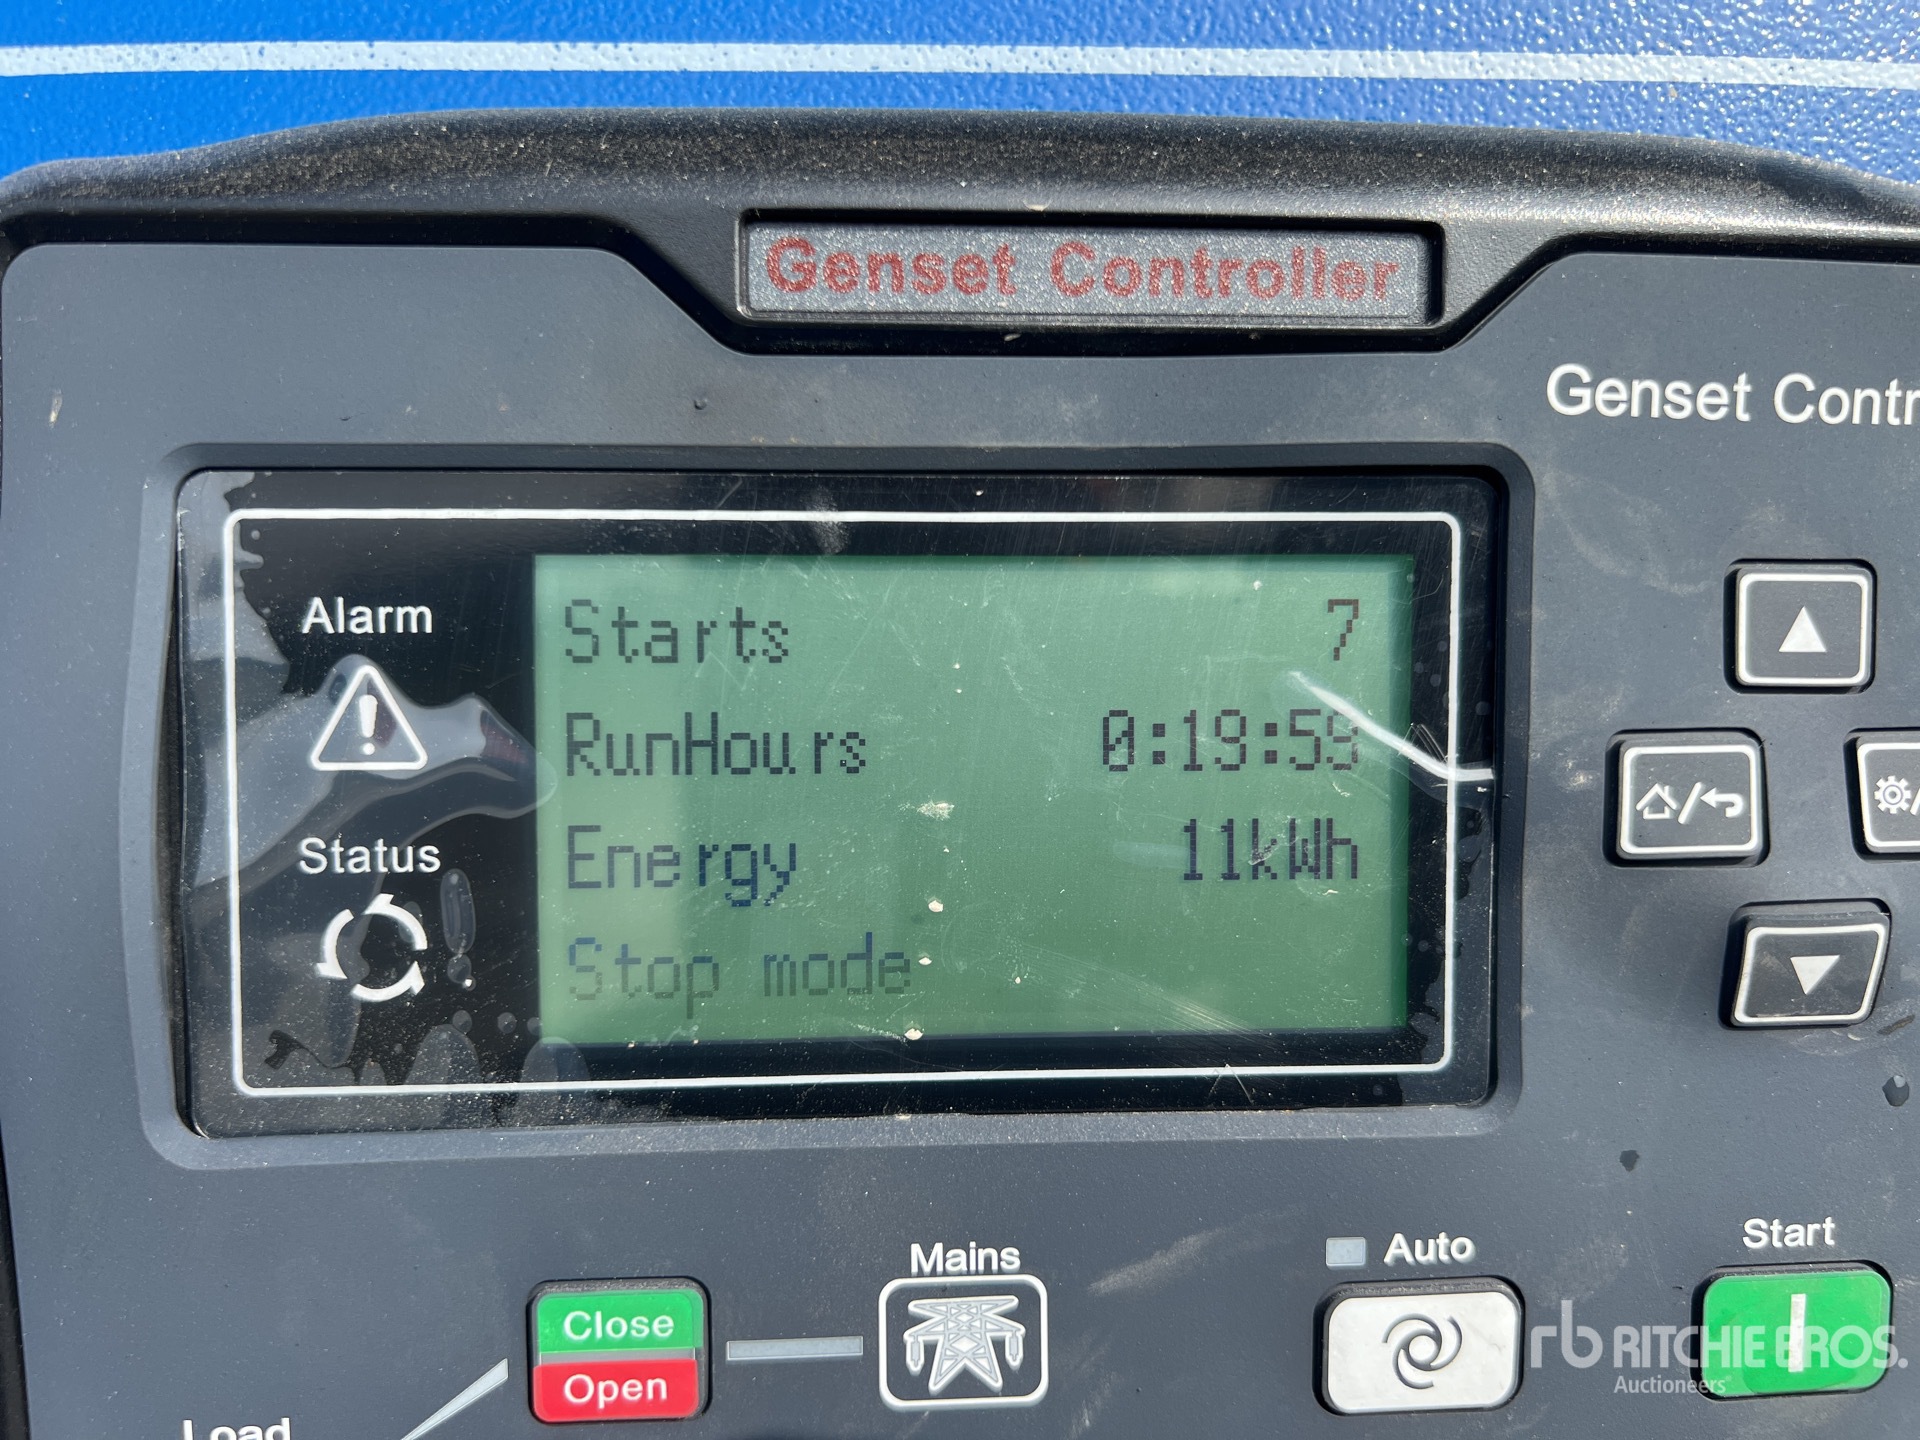 Genset Controller
Genset Contr
Alarm
Starts 7
RunHours 0:19:59
Energy 11kWh
Status
Stop mode
Mains
Auto
Start
Close
Open
rb RITCHIE BROS.
Auctioneers
Load